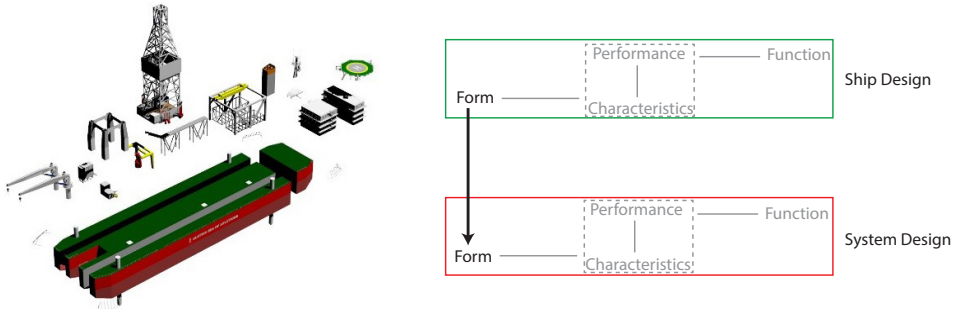 Performance
Function
Form
Characteristics
Ship Design
Performance
Function
Form
Characteristics
System Design